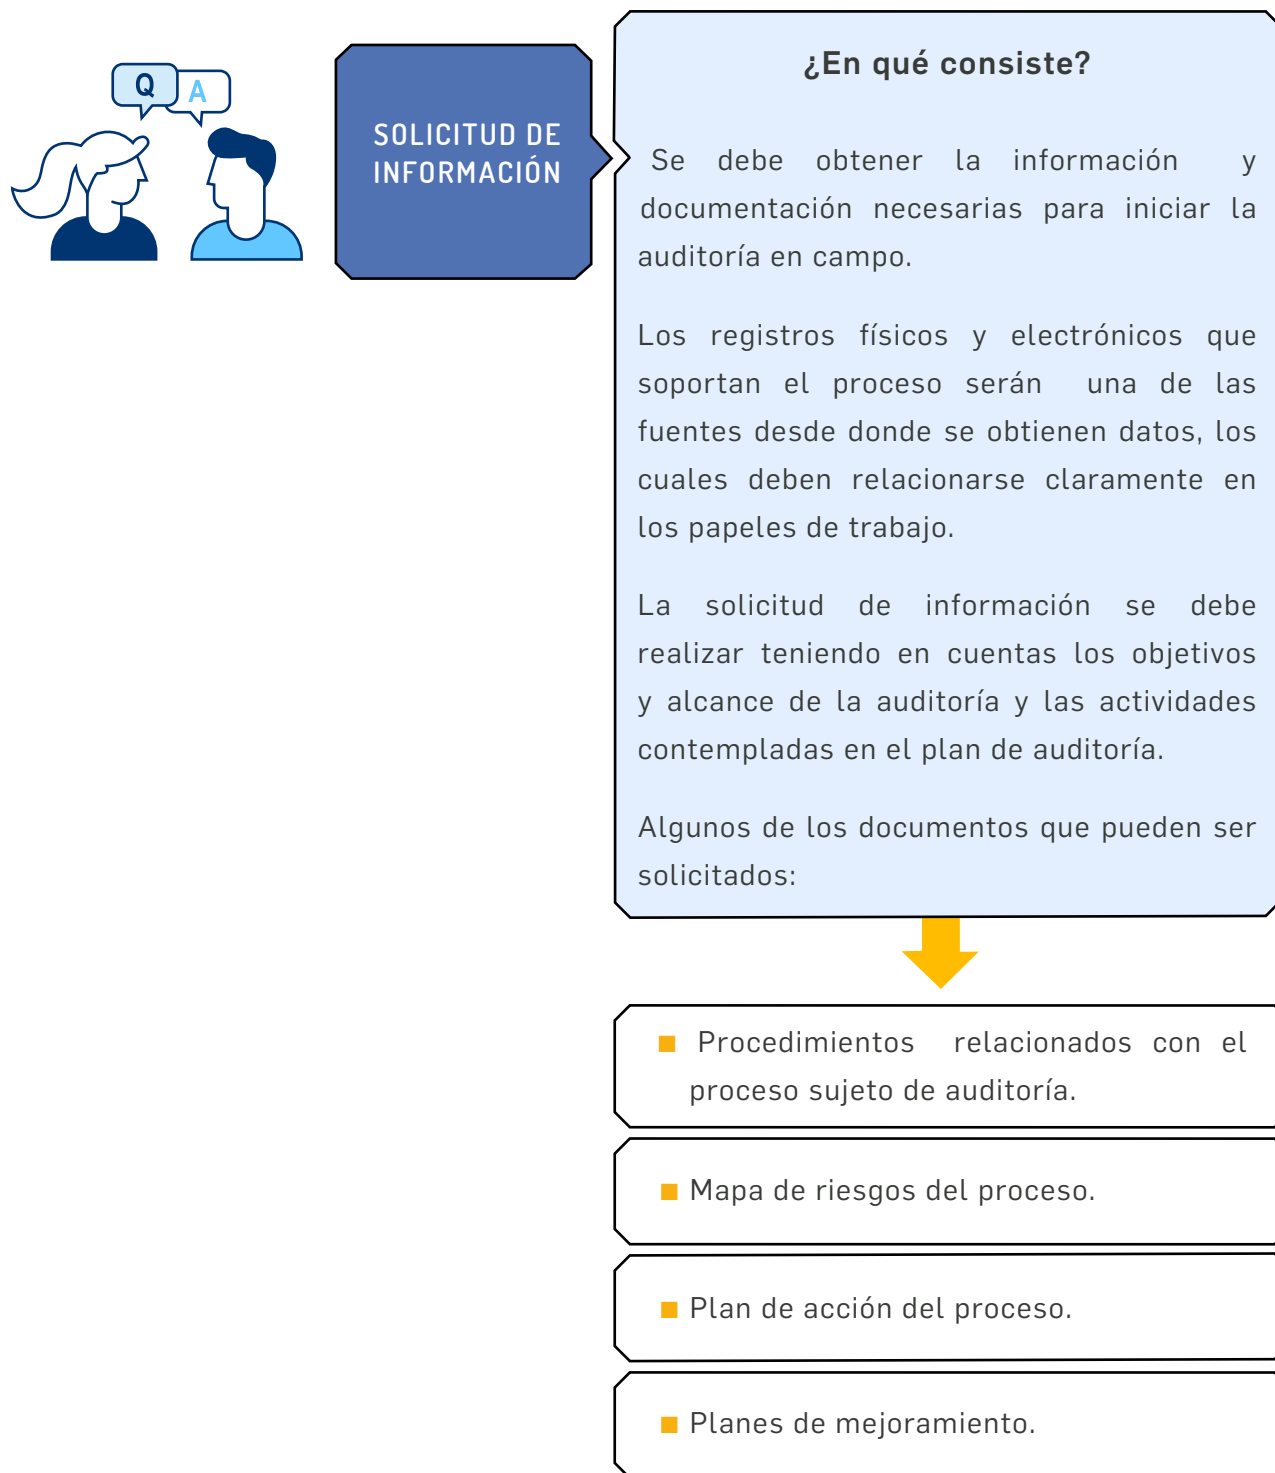 Q
A
SOLICITUD DE
INFORMACIÓN
¿En qué consiste?
Se debe obtener la información y
documentación necesarias para iniciar la
auditoría en campo.
Los registros físicos y electrónicos que
soportan el proceso serán una de las
fuentes desde donde se obtienen datos, los
cuales deben relacionarse claramente en
los papeles de trabajo.
La solicitud de información se debe
realizar teniendo en cuentas los objetivos
y alcance de la auditoría y las actividades
contempladas en el plan de auditoría.
Algunos de los documentos que pueden ser
solicitados:
■ Procedimientos relacionados con el
proceso sujeto de auditoría.
■ Mapa de riesgos del proceso.
■ Plan de acción del proceso.
■ Planes de mejoramiento.